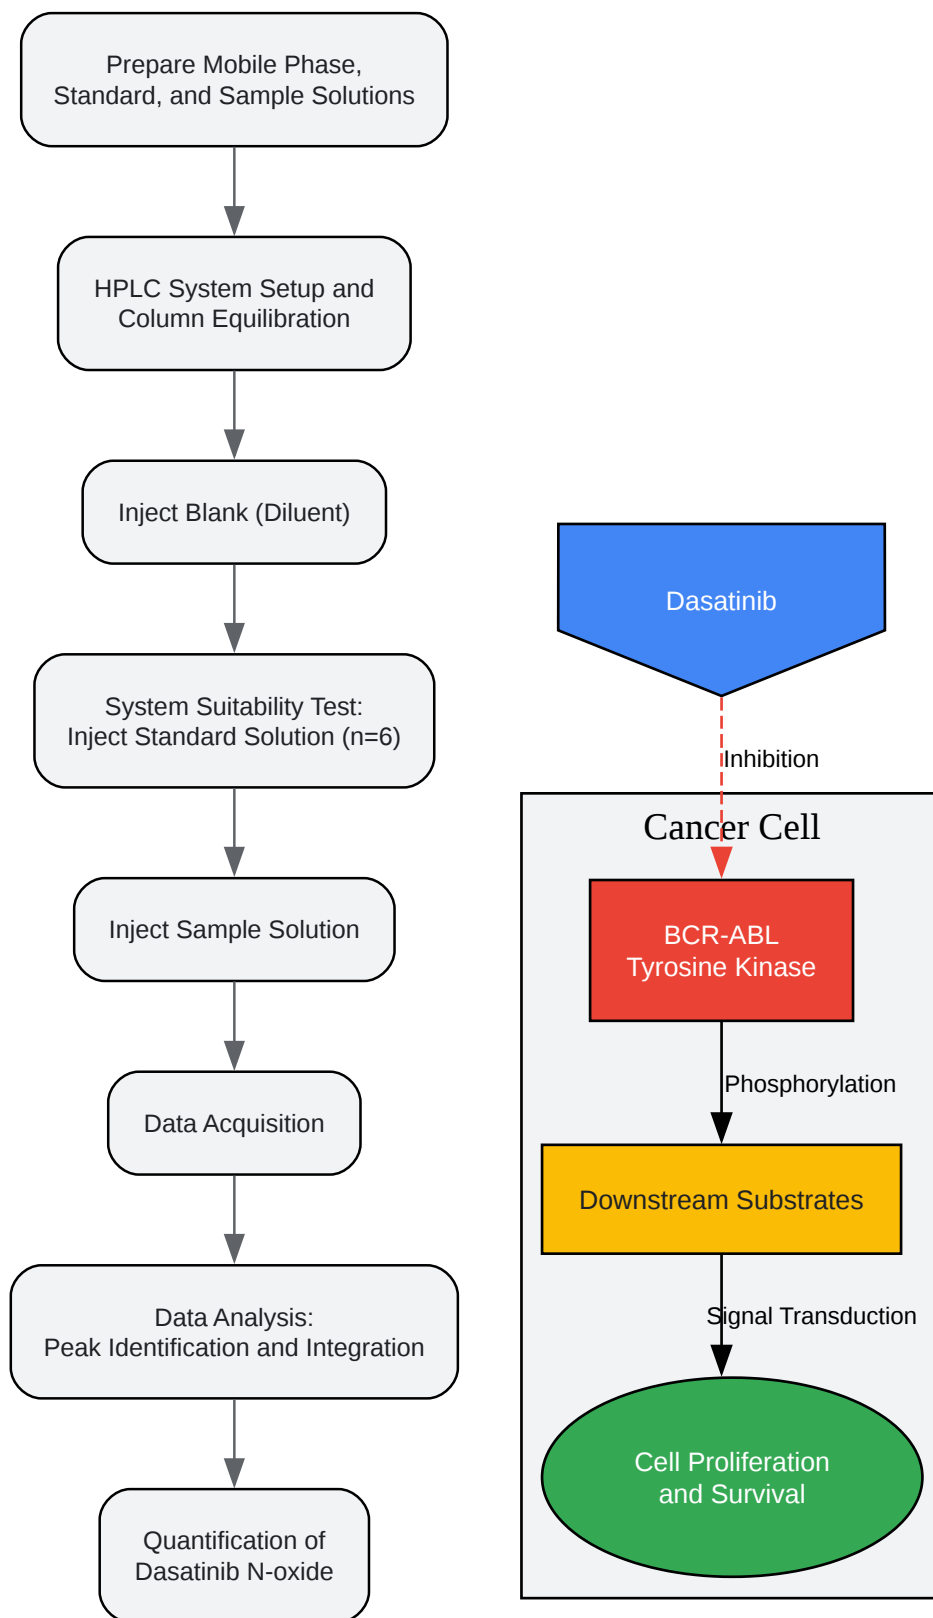 Prepare Mobile Phase,
Standard, and Sample Solutions
HPLC System Setup and
Column Equilibration
Inject Blank (Diluent)
System Suitability Test:
Inject Standard Solution (n=6)
Inject Sample Solution
Data Acquisition
Data Analysis:
Peak Identification and Integration
Quantification of
Dasatinib N-oxide
Dasatinib
Inhibition
Cancer Cell
BCR-ABL
Tyrosine Kinase
Phosphorylation
Downstream Substrates
Signal Transduction
Cell Proliferation
and Survival